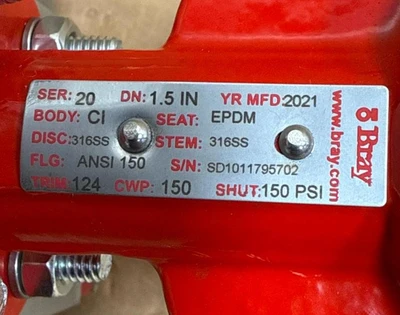 SER: 20 DN: 1.5 IN YR MFD: 2021
BODY: CI SEAT: EPDM
DISC: 316SS STEM: 316SS
FLG: ANSI 150 S/N: SD1011795702
TRIM: 124 CWP: 150 SHUT: 150 PSI
Bray
www.bray.com